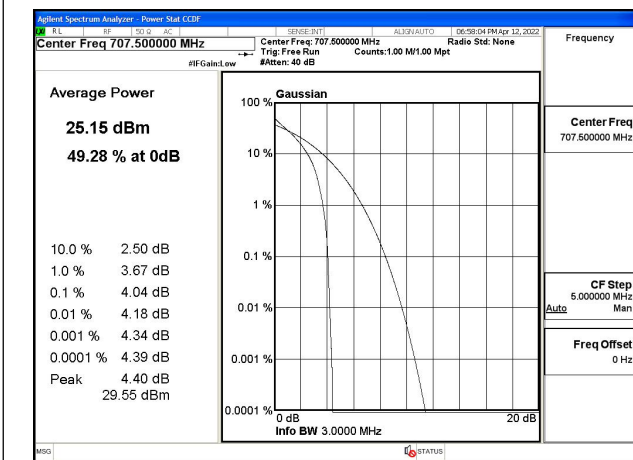 Agilent Spectrum Analyzer - Power Stat CCDF
RL RF 50 Ω AC SENSE:INT ALIGN AUTO 06:58:04 PM Apr 12, 2022
Center Freq 707.500000 MHz
Center Freq: 707.500000 MHz Radio Std: None
Trig: Free Run Counts:1.00 M/1.00 Mpt
#IFGain:Low #Atten: 40 dB
Frequency
Average Power
25.15 dBm
49.28 % at 0dB
10.0 % 2.50 dB
1.0 % 3.67 dB
0.1 % 4.04 dB
0.01 % 4.18 dB
0.001 % 4.34 dB
0.0001 % 4.39 dB
Peak 4.40 dB
29.55 dBm
Gaussian
100 %
10 %
1 %
0.1 %
0.01 %
0.001 %
0.0001 %
0 dB 20 dB
Info BW 3.0000 MHz
Center Freq
707.500000 MHz
CF Step
5.000000 MHz
Auto Man
Freq Offset
0 Hz
MSG STATUS